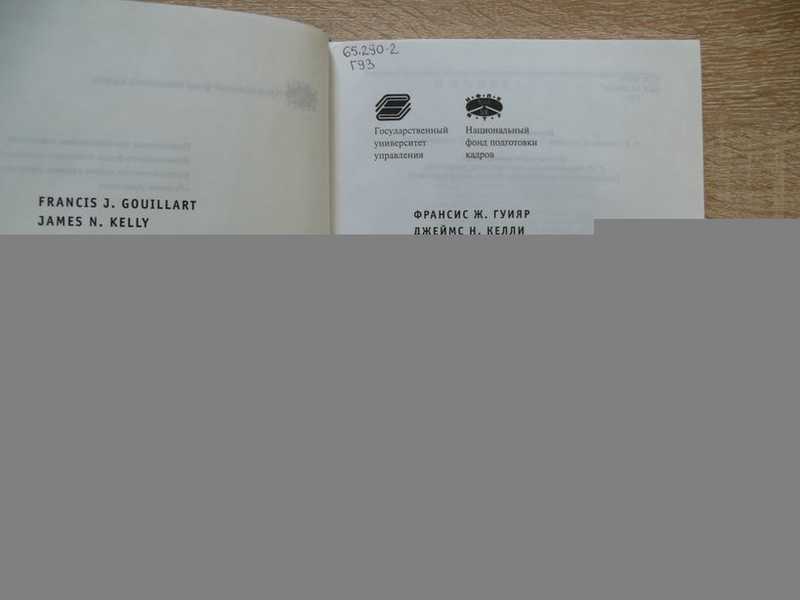 FRANCIS J. GOUILLART
JAMES N. KELLY
65.290-2
Г93
Государственный
университет
управления
Национальный
фонд подготовки
кадров
ФРАНСИС Ж. ГУИЯР
ДЖЕЙМС Н. КЕЛЛИ